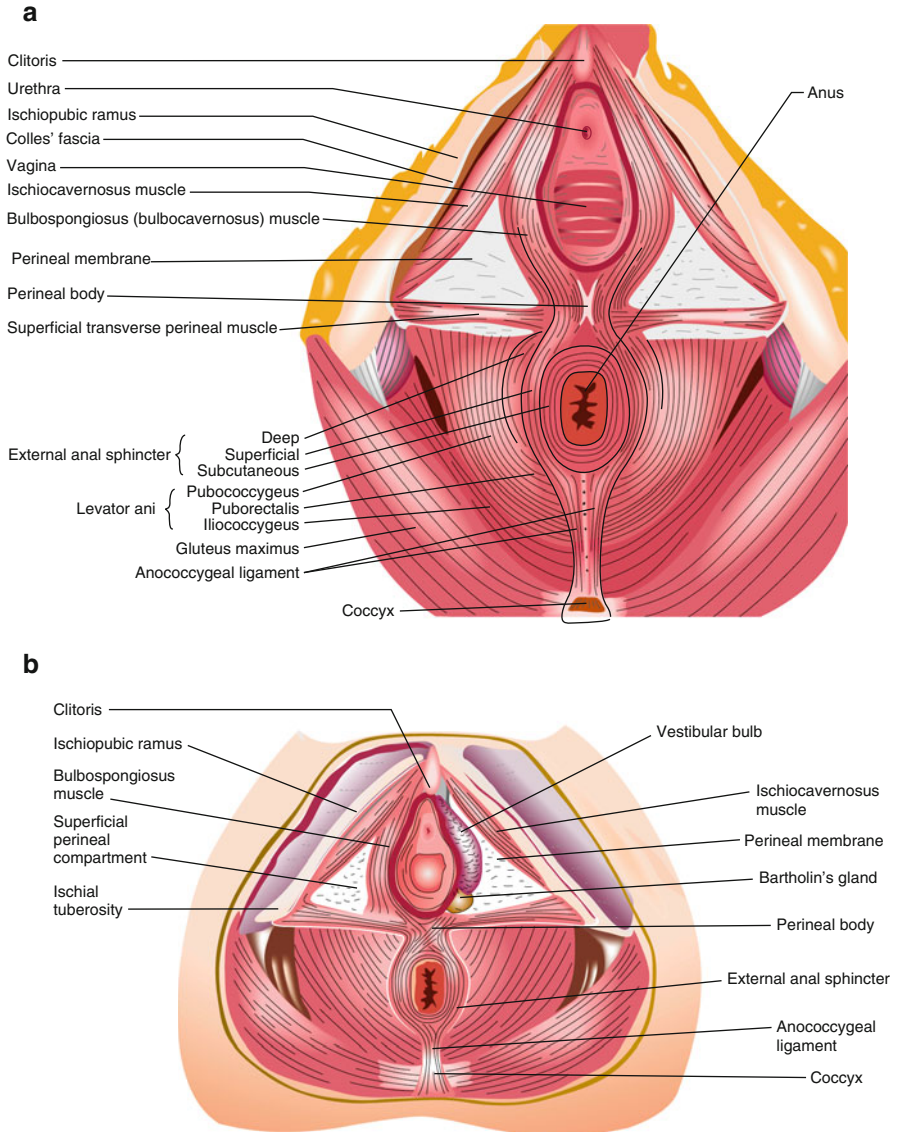 a
Clitoris
Urethra
Ischiopubic ramus
Colles' fascia
Vagina
Ischiocavernosus muscle
Bulbospongiosus (bulbocavernosus) muscle
Perineal membrane
Perineal body
Superficial transverse perineal muscle
Anus
External anal sphincter
Deep
Superficial
Subcutaneous
Levator ani
Pubococcygeus
Puborectalis
Iliococcygeus
Gluteus maximus
Anococcygeal ligament
Coccyx
b
Clitoris
Ischiopubic ramus
Bulbospongiosus
muscle
Superficial
perineal
compartment
Ischial
tuberosity
Vestibular bulb
Ischiocavernosus
muscle
Perineal membrane
Bartholin's gland
Perineal body
External anal sphincter
Anococcygeal
ligament
Coccyx